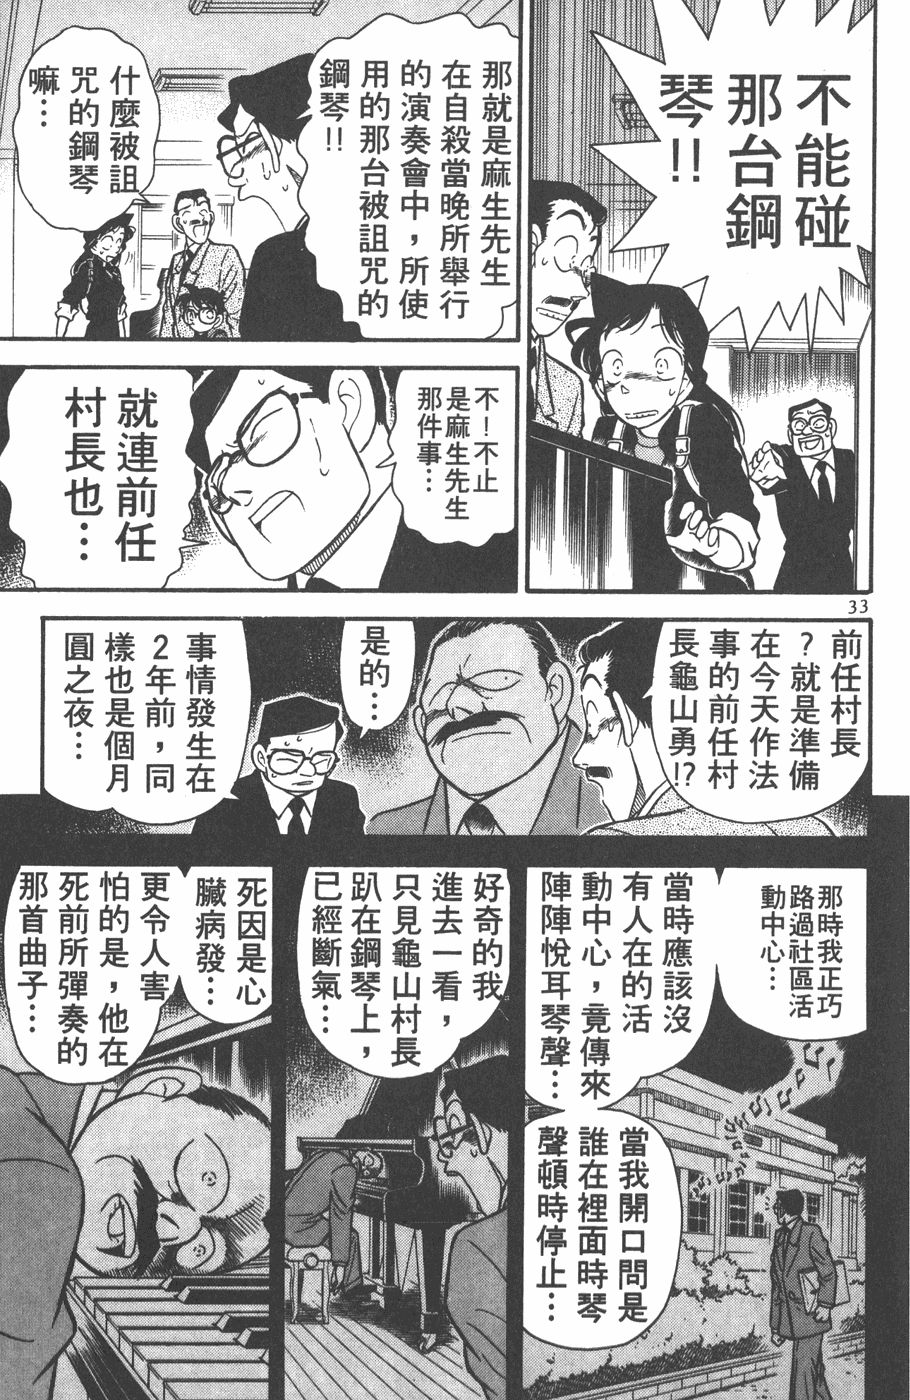 不能碰
那台鋼
琴!!
那就是麻生先生
在自殺當晚所舉行
的演奏會中，所使
用的那台被詛咒的
鋼琴!!
什麼被詛
咒的鋼琴
嘛…
不！不止
是麻生先生
那件事…
就連前任
村長也…
33
前任村長
？就是準備
在今天作法
事的前任村
長龜山勇!?
是的…
事情發生在
2年前，同
樣也是個月
圓之夜…
那時我正巧
路過社區活
動中心…
當時應該沒
有人在的活
動中心，竟傳來
陣陣悅耳琴聲…
當我開口問是
誰在裡面時琴
聲頓時停止…
好奇的我
進去一看，
只見龜山村長
趴在鋼琴上，
已經斷氣…
死因是心
臟病發…
更令人害
怕的是，他在
死前所彈奏的
那首曲子…